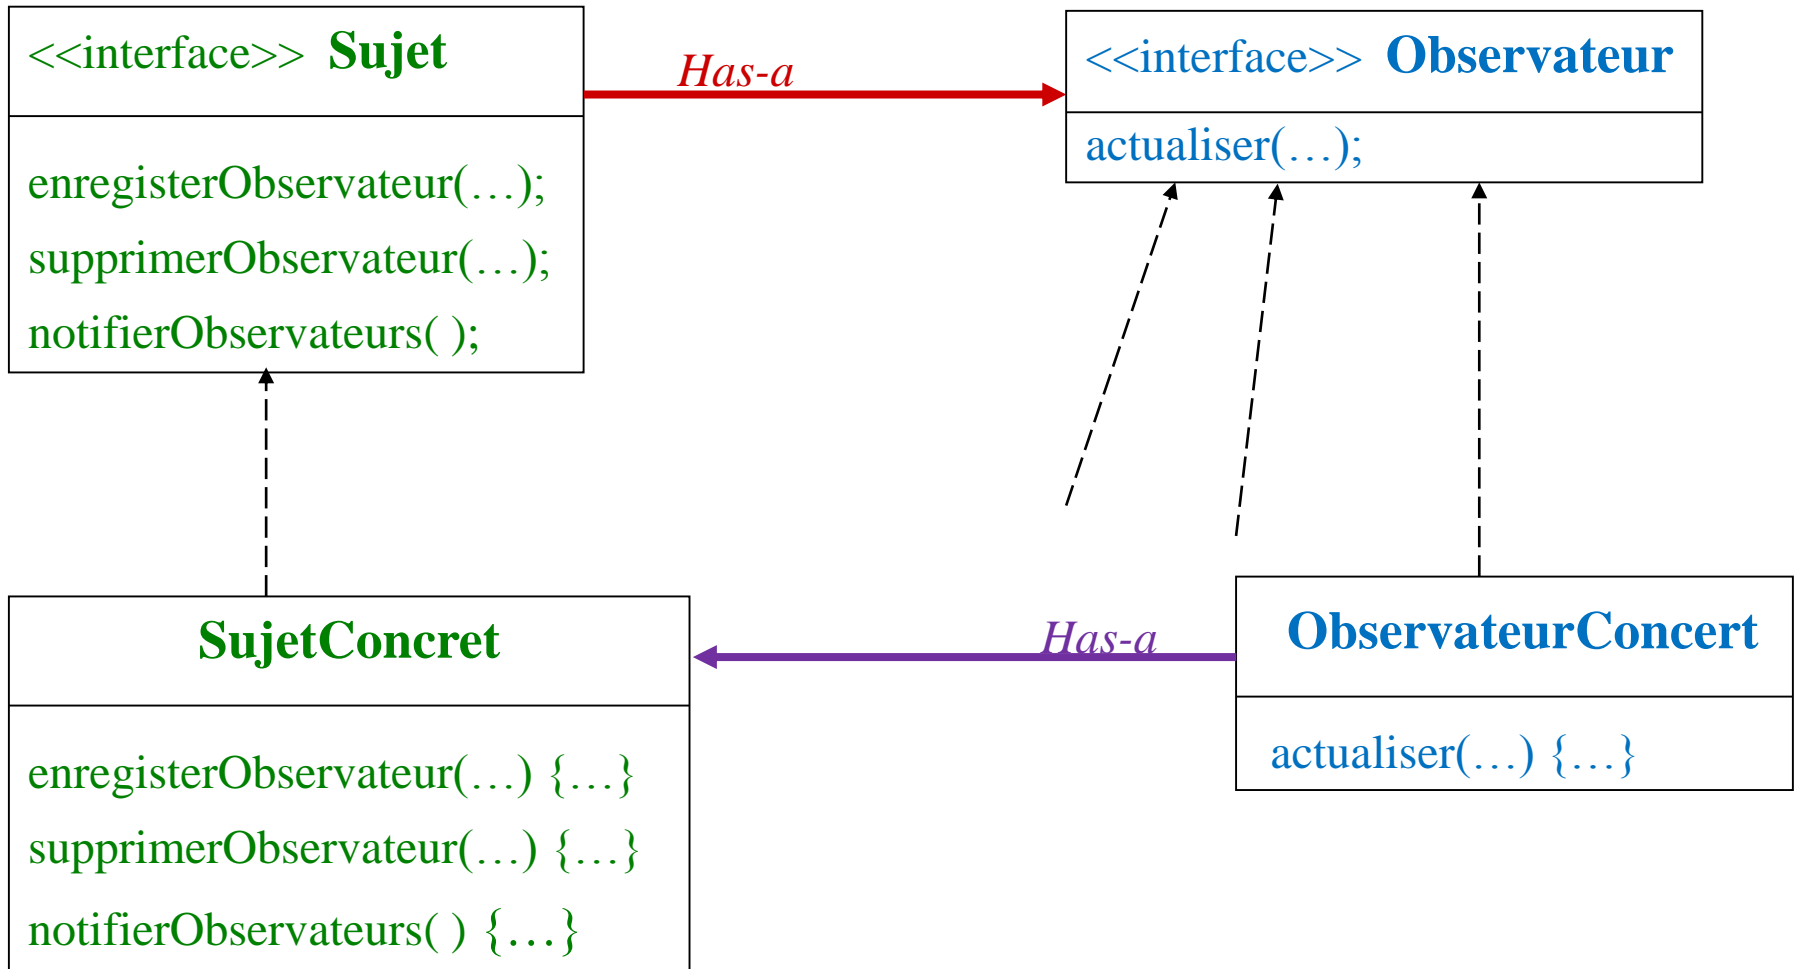 <<interface>> Sujet
enregisterObservateur(…);
supprimerObservateur(…);
notifierObservateurs( );
Has-a
<<interface>> Observateur
actualiser(…);
SujetConcret
enregisterObservateur(…) {…}
supprimerObservateur(…) {…}
notifierObservateurs( ) {…}
Has-a
ObservateurConcert
actualiser(…) {…}